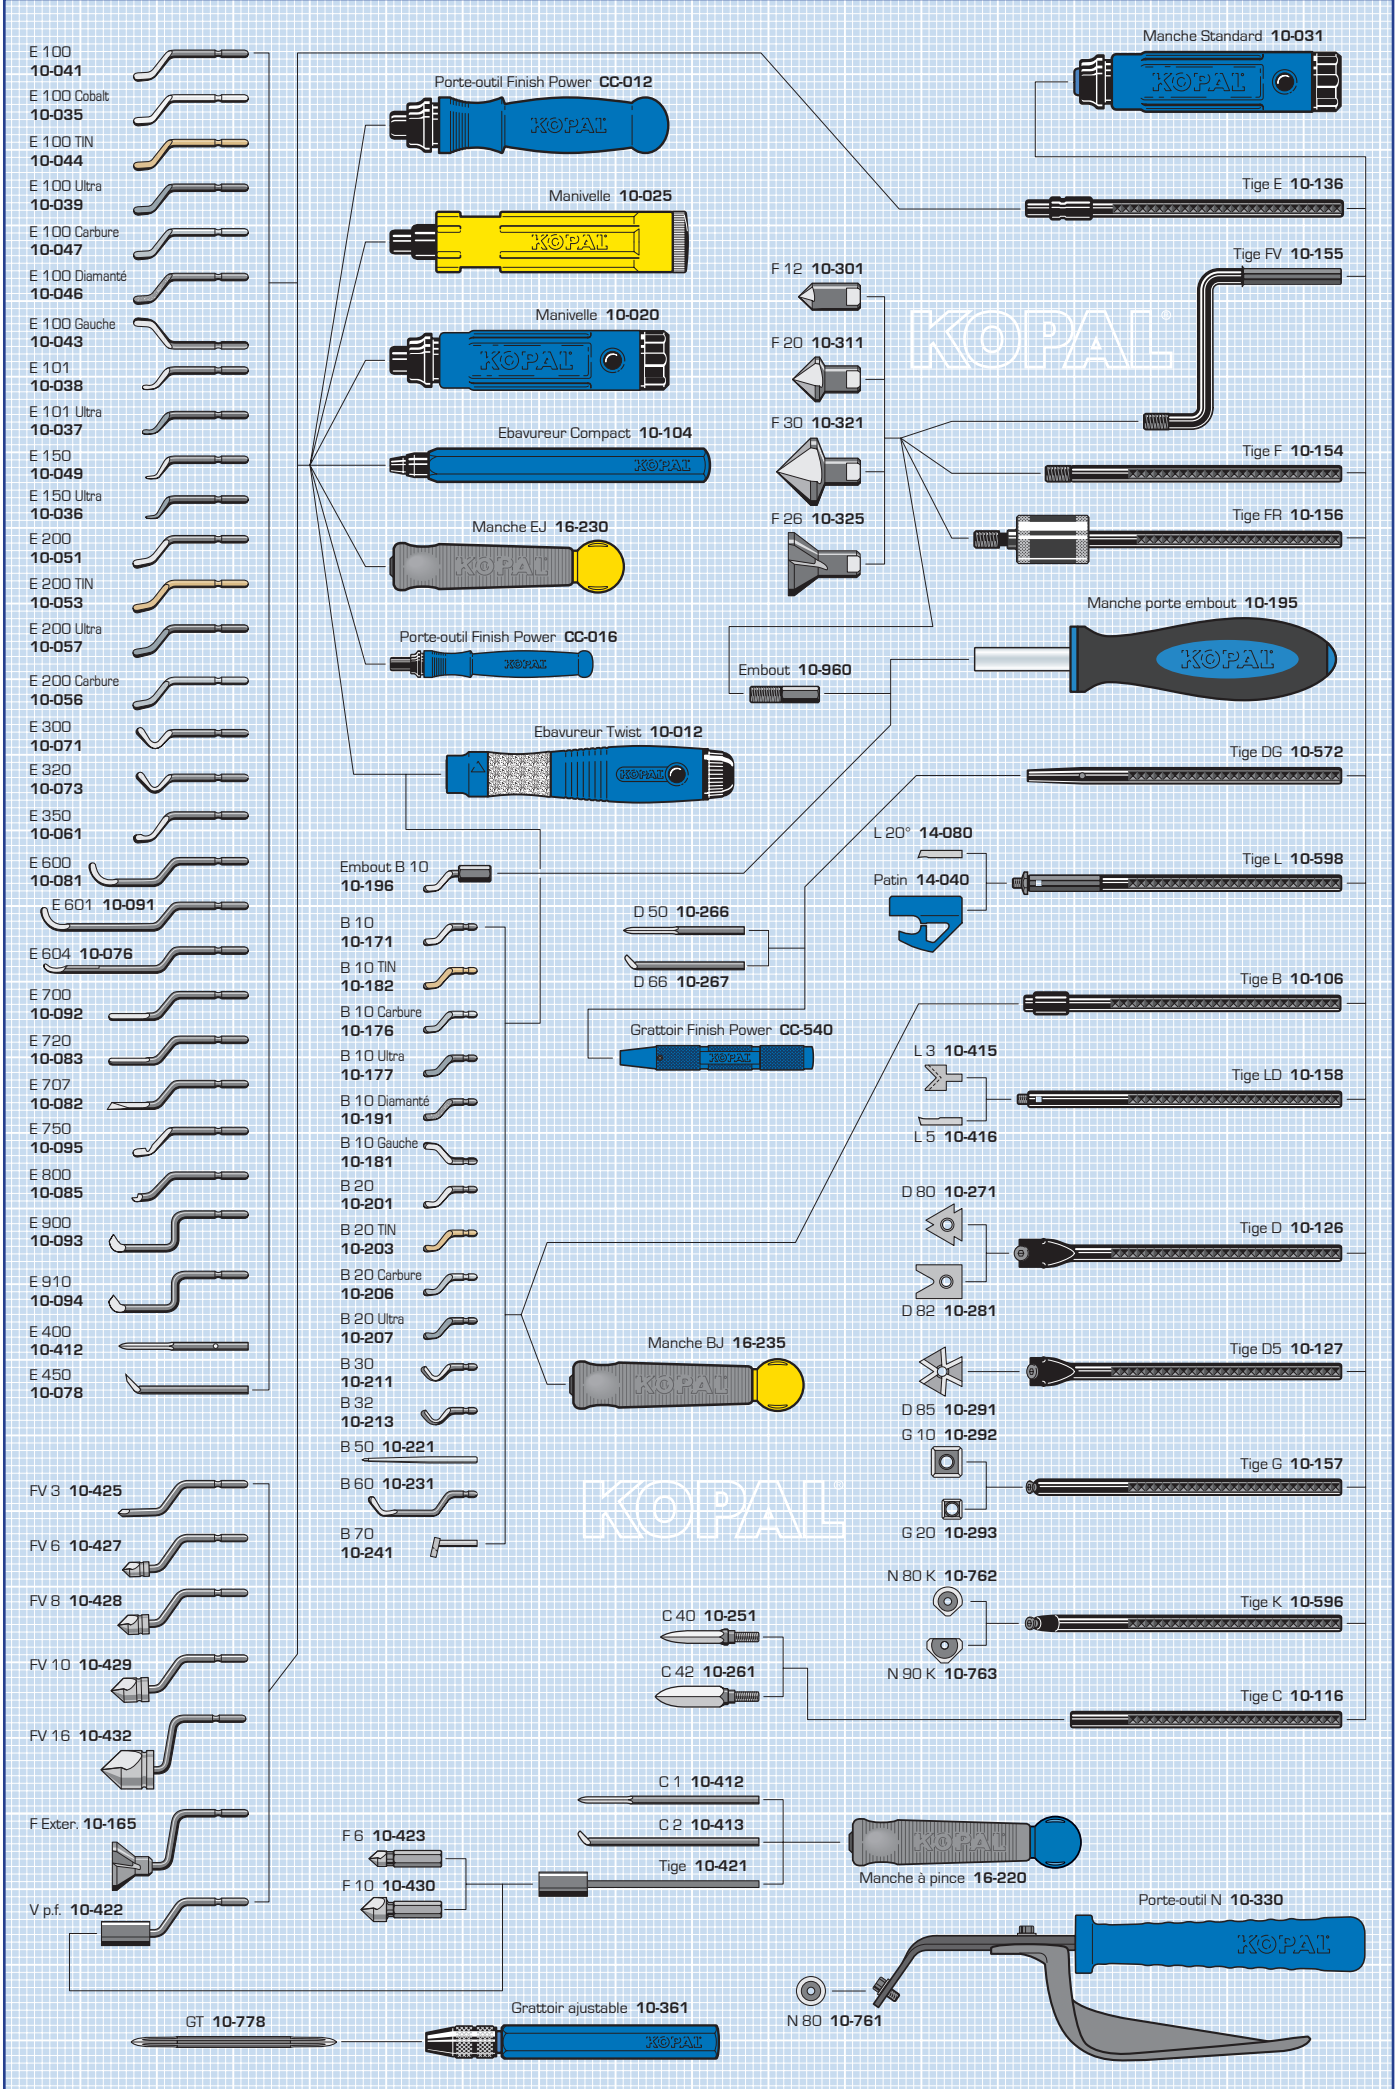 E 100
10-041
E 100 Cobalt
10-035
E 100 TIN
10-044
E 100 Ultra
10-039
E 100 Carbure
10-047
E 100 Diamanté
10-046
E 100 Gauche
10-043
E 101
10-038
E 101 Ultra
10-037
E 150
10-049
E 150 Ultra
10-036
E 200
10-051
E 200 TIN
10-053
E 200 Ultra
10-057
E 200 Carbure
10-056
E 300
10-071
E 320
10-073
E 350
10-061
E 600
10-081
E 601 10-091
E 604 10-076
E 700
10-092
E 720
10-083
E 707
10-082
E 750
10-095
E 800
10-085
E 900
10-093
E 910
10-094
E 400
10-412
E 450
10-078
FV 3 10-425
FV 6 10-427
FV 8 10-428
FV 10 10-429
FV 16 10-432
F Exter. 10-165
V p.f. 10-422
GT 10-778
Porte-outil Finish Power CC-012
KOPAL
Manivelle 10-025
KOPAL
Manivelle 10-020
KOPAL
Ebavureur Compact 10-104
KOPAL
Manche EJ 16-230
KOPAL
Porte-outil Finish Power CC-016
KOPAL
Ebavureur Twist 10-012
KOPAL
Embout B 10
10-196
B 10
10-171
B 10 TIN
10-182
B 10 Carbure
10-176
B 10 Ultra
10-177
B 10 Diamanté
10-191
B 10 Gauche
10-181
B 20
10-201
B 20 TIN
10-203
B 20 Carbure
10-206
B 20 Ultra
10-207
B 30
10-211
B 32
10-213
B 50 10-221
B 60 10-231
B 70
10-241
D 50 10-266
D 66 10-267
Grattoir Finish Power CC-540
KOPAL
Manche BJ 16-235
KOPAL
KOPAL®
C 40 10-251
C 42 10-261
C 1 10-412
C 2 10-413
Tige 10-421
F 6 10-423
F 10 10-430
Grattoir ajustable 10-361
KOPAL
Manche Standard 10-031
KOPAL
Tige E 10-136
Tige FV 10-155
F 12 10-301
F 20 10-311
F 30 10-321
F 26 10-325
KOPAL®
Tige F 10-154
Tige FR 10-156
Manche porte embout 10-195
KOPAL
Embout 10-960
Tige DG 10-572
L 20° 14-080
Patin 14-040
Tige L 10-598
Tige B 10-106
L 3 10-415
L 5 10-416
Tige LD 10-158
D 80 10-271
D 82 10-281
Tige D 10-126
D 85 10-291
Tige D5 10-127
G 10 10-292
G 20 10-293
Tige G 10-157
N 80 K 10-762
N 90 K 10-763
Tige K 10-596
Tige C 10-116
KOPAL
Manche à pince 16-220
Porte-outil N 10-330
KOPAL
N 80 10-761